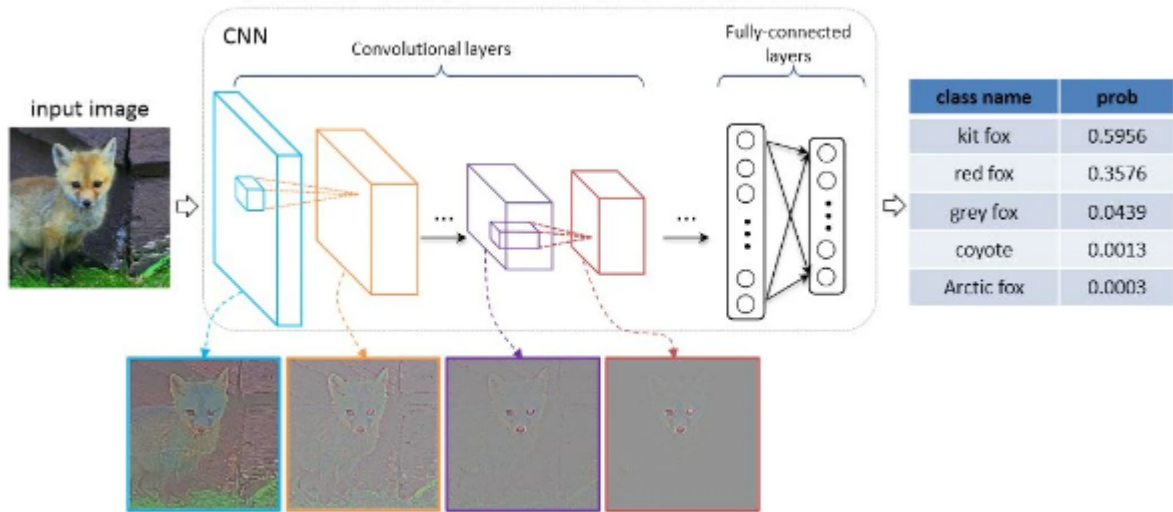 CNN
Convolutional layers
Fully-connected
layers
input image
...
...
class name prob
kit fox 0.5956
red fox 0.3576
grey fox 0.0439
coyote 0.0013
Arctic fox 0.0003